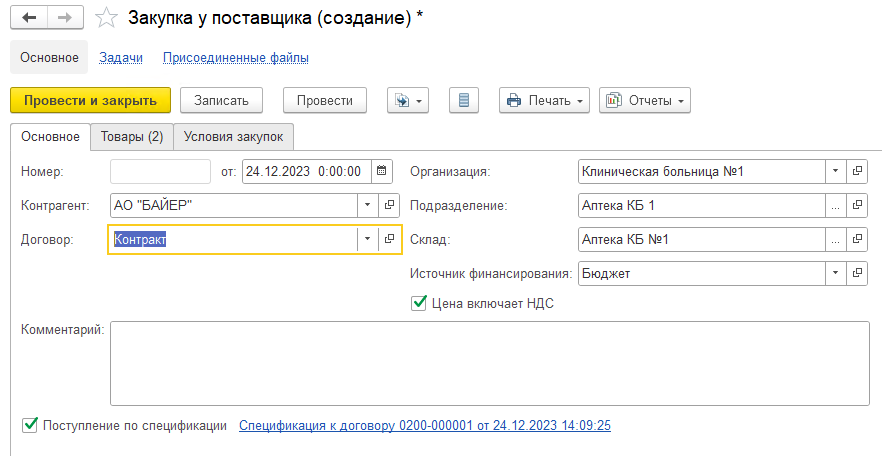 Закупка у поставщика (создание) *
Основное Задачи Присоединенные файлы
Провести и закрыть Записать Провести Печать Отчеты
Основное Товары (2) Условия закупок
Номер: от: 24.12.2023 0:00:00 Организация: Клиническая больница №1
Контрагент: АО "БАЙЕР" Подразделение: Аптека КБ 1 ...
Договор: Контракт Склад: Аптека КБ №1 ...
Источник финансирования: Бюджет
Цена включает НДС
Комментарий:
Поступление по спецификации Спецификация к договору 0200-000001 от 24.12.2023 14:09:25